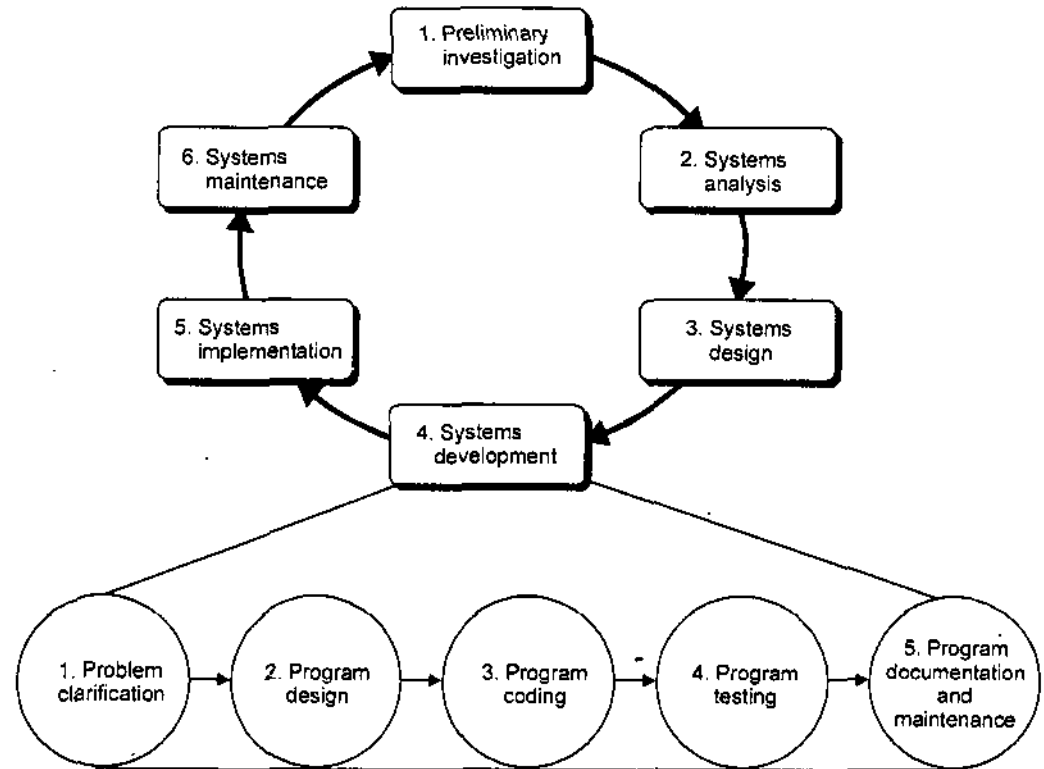 1. Preliminary
investigation
2. Systems
analysis
3. Systems
design
4. Systems
development
5. Systems
implementation
6. Systems
maintenance
1. Problem
clarification
2. Program
design
3. Program
coding
4. Program
testing
5. Program
documentation
and
maintenance